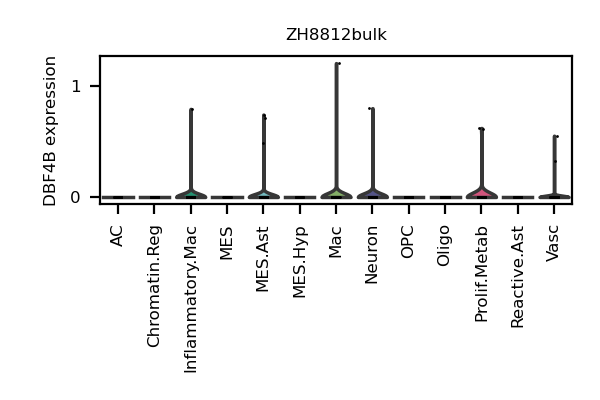 ZH8812bulk
DBF4B expression
1
0
AC
Chromatin.Reg
Inflammatory.Mac
MES
MES.Ast
MES.Hyp
Mac
Neuron
OPC
Oligo
Prolif.Metab
Reactive.Ast
Vasc